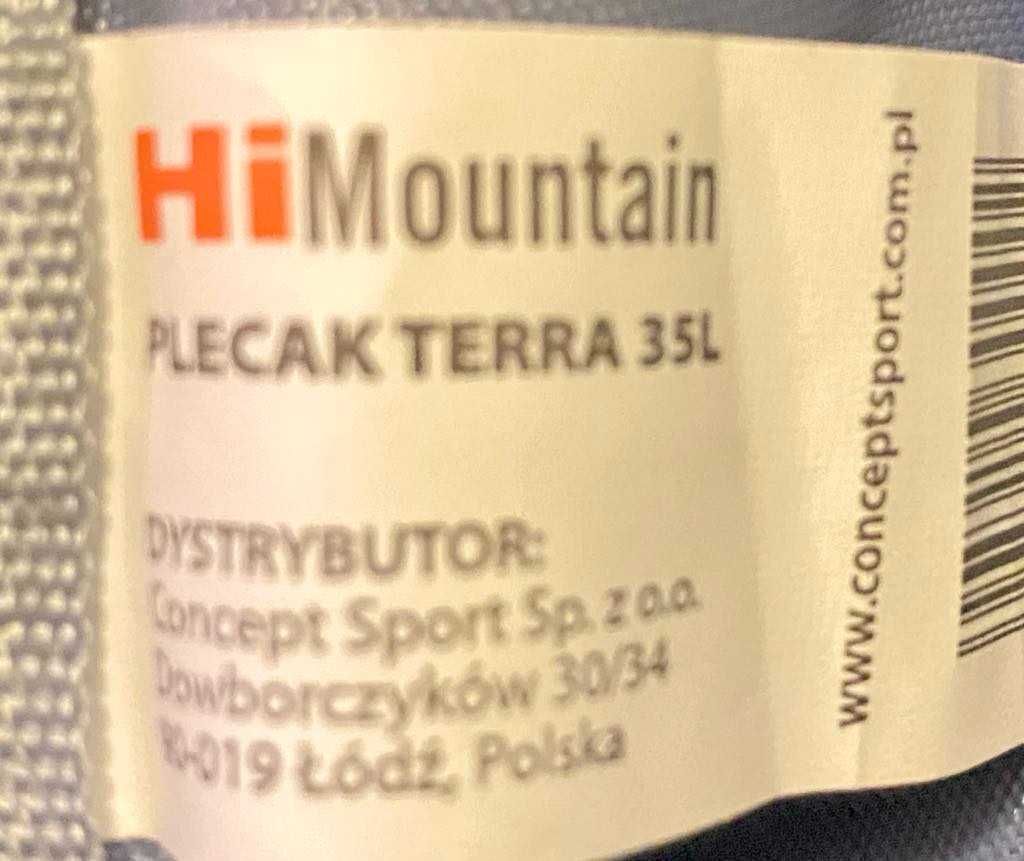 HiMountain
PLECAK TERRA 35L
DYSTRYBUTOR:
Concept Sport Sp. z o.o.
Dowborczyków 30/34
90-019 Łódź, Polska
www.conceptsport.com.pl